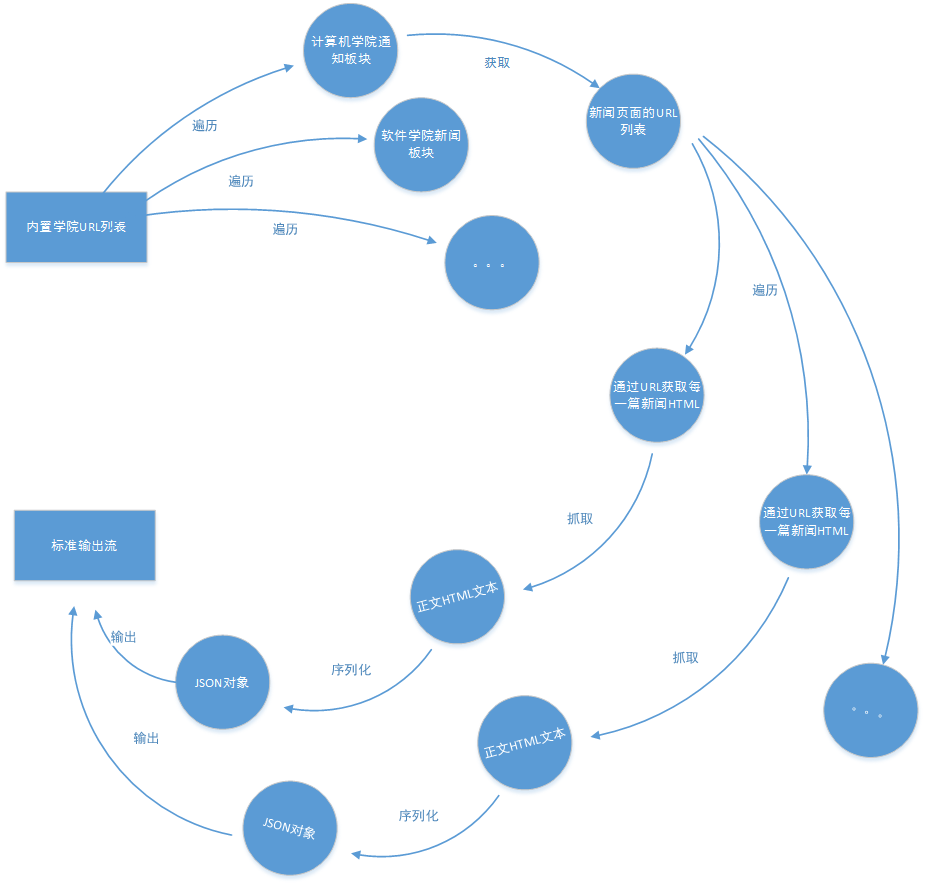 计算机学院通
知板块
获取
新闻页面的URL
列表
遍历
软件学院新闻
板块
遍历
内置学院URL列表
遍历
。。。
遍历
通过URL获取每
一篇新闻HTML
通过URL获取每
一篇新闻HTML
抓取
标准输出流
正文HTML文本
输出
序列化
JSON对象
抓取
。。。
输出
正文HTML文本
序列化
JSON对象